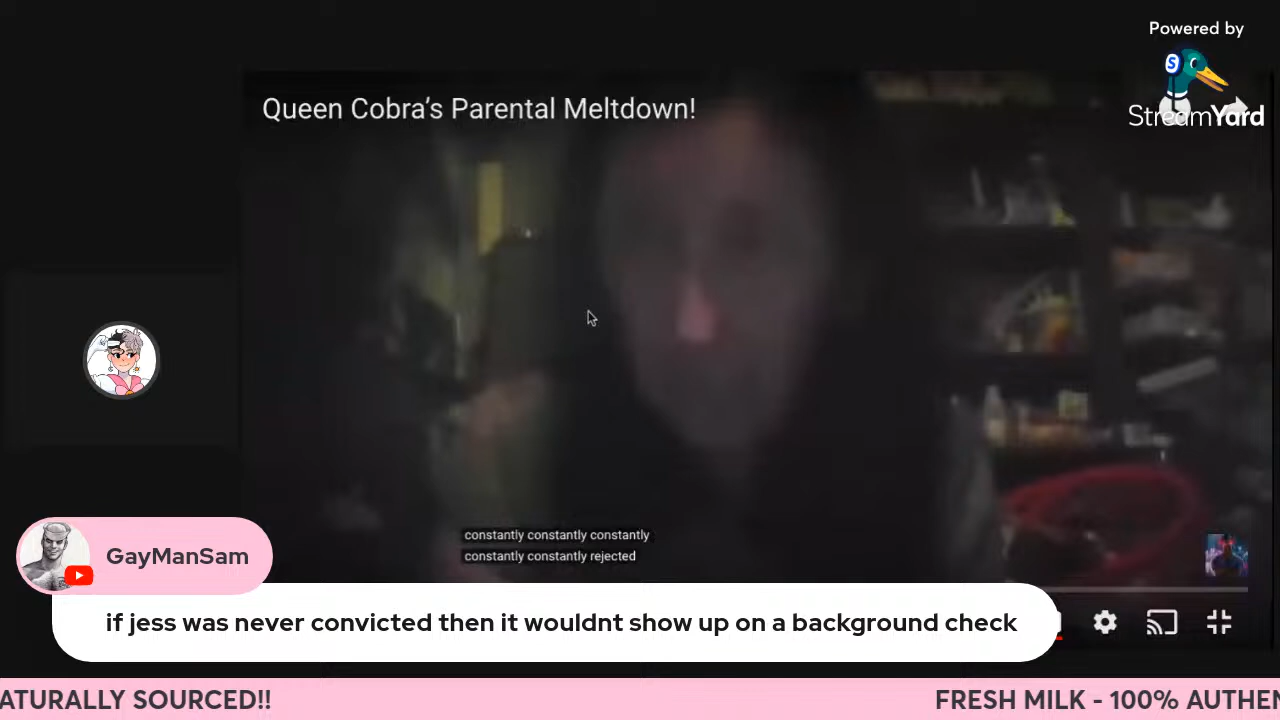 Powered by
StreamYard
Queen Cobra’s Parental Meltdown!
constantly constantly constantly
constantly constantly rejected
GayManSam
if jess was never convicted then it wouldnt show up on a background check
ATURALLY SOURCED!! FRESH MILK - 100% AUTHEN